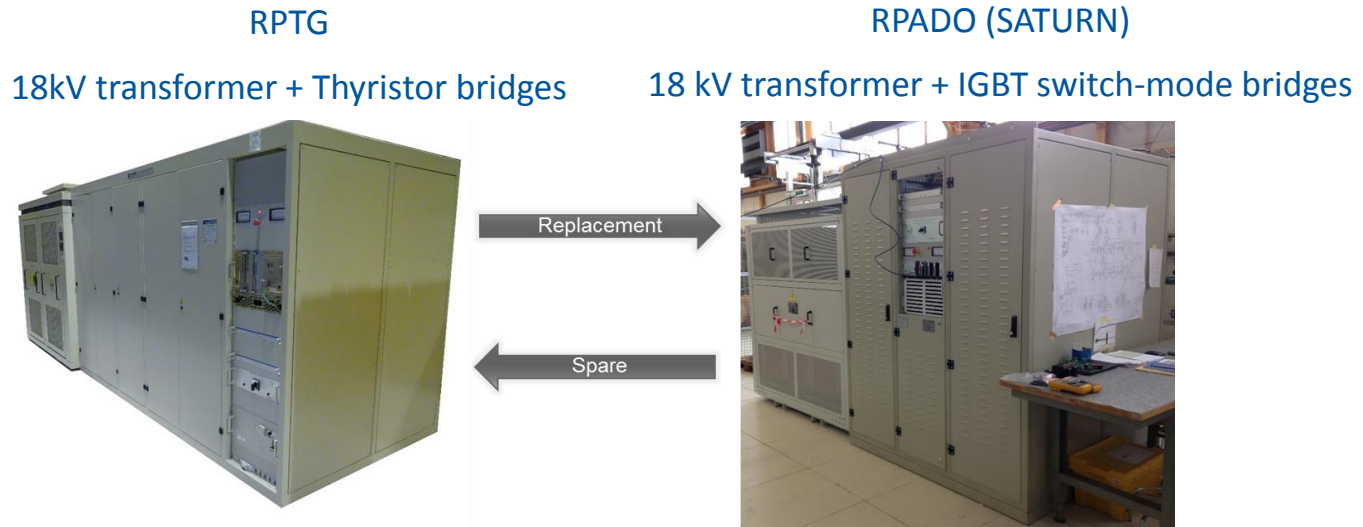 RPTG
RPADO (SATURN)
18kV transformer + Thyristor bridges
18 kV transformer + IGBT switch-mode bridges
Replacement
Spare